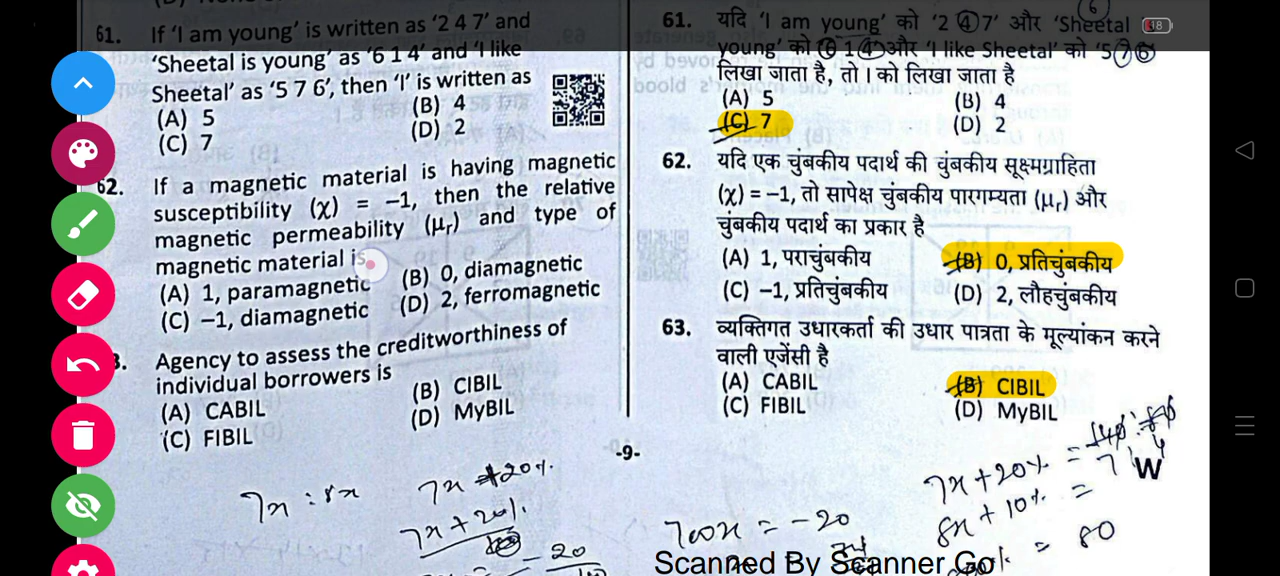 61. If 'I am young' is written as '2 4 7' and
'Sheetal is young' as '6 1 4' and 'I like
Sheetal' as '5 7 6', then 'I' is written as
(A) 5 (B) 4
(C) 7 (D) 2
62. If a magnetic material is having magnetic
susceptibility (χ) = −1, then the relative
magnetic permeability (μr) and type of
magnetic material is
(A) 1, paramagnetic (B) 0, diamagnetic
(C) −1, diamagnetic (D) 2, ferromagnetic
3. Agency to assess the creditworthiness of
individual borrowers is
(A) CABIL (B) CIBIL
(C) FIBIL (D) MyBIL
61. यदि 'I am young' को '2 4 7' और 'Sheetal
young' को '6 1 4' और 'I like Sheetal' को '5 7 6
लिखा जाता है, तो I को लिखा जाता है
(A) 5 (B) 4
(C) 7 (D) 2
62. यदि एक चुंबकीय पदार्थ की चुंबकीय सूक्ष्मग्राहिता
(χ) = −1, तो सापेक्ष चुंबकीय पारगम्यता (μr) और
चुंबकीय पदार्थ का प्रकार है
(A) 1, पराचुंबकीय (B) 0, प्रतिचुंबकीय
(C) −1, प्रतिचुंबकीय (D) 2, लौहचुंबकीय
63. व्यक्तिगत उधारकर्ता की उधार पात्रता के मूल्यांकन करने
वाली एजेंसी है
(A) CABIL (B) CIBIL
(C) FIBIL (D) MyBIL
-9-
7x : 8x
7x +20%
7x + 20%
20
700x = −20
7x + 20% =
8x + 10% =
= 80
W
Scanned By Scanner Go